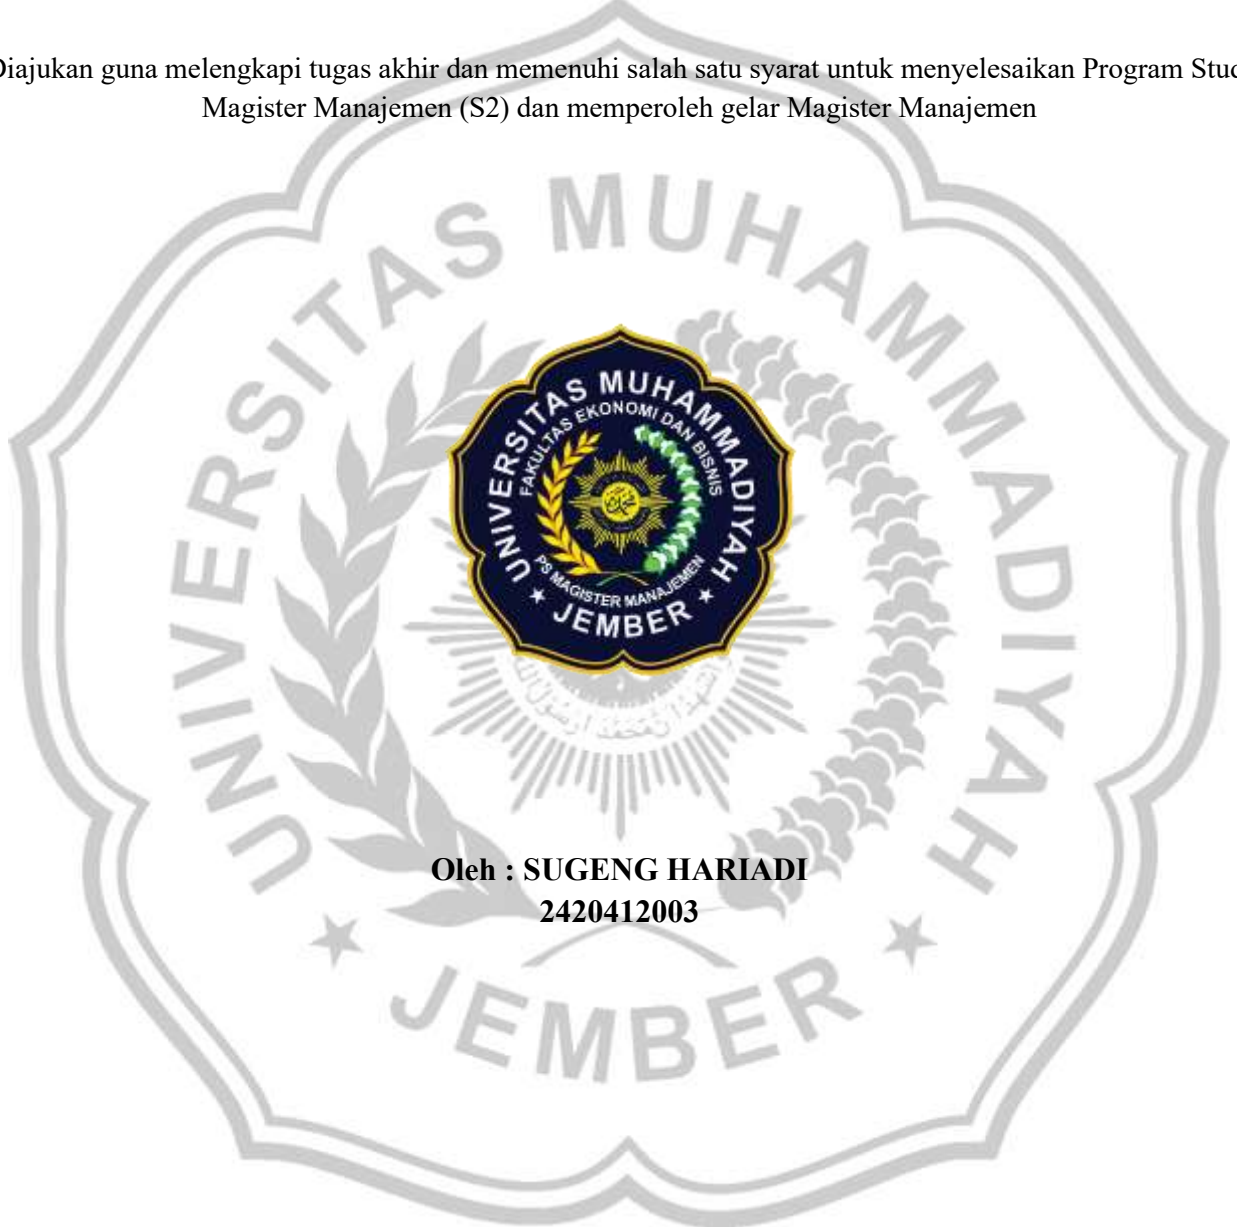 Diajukan guna melengkapi tugas akhir dan memenuhi salah satu syarat untuk menyelesaikan Program Stud
Magister Manajemen (S2) dan memperoleh gelar Magister Manajemen
UNIVERSITAS MUHAMMADIYAH
JEMBER
UNIVERSITAS MUHAMMADIYAH
FAKULTAS EKONOMI DAN BISNIS
PS MAGISTER MANAJEMEN
JEMBER
Oleh : SUGENG HARIADI
2420412003